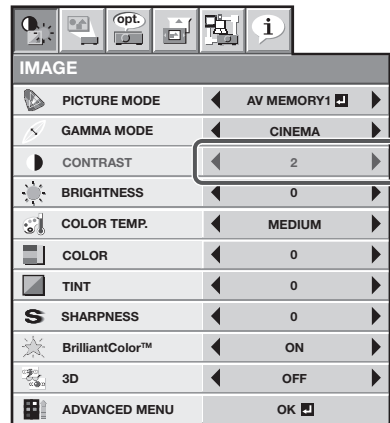 opt.
i
IMAGE
PICTURE MODE AV MEMORY1
GAMMA MODE CINEMA
CONTRAST 2
BRIGHTNESS 0
COLOR TEMP. MEDIUM
COLOR 0
TINT 0
SHARPNESS 0
BrilliantColor™ ON
3D OFF
ADVANCED MENU OK